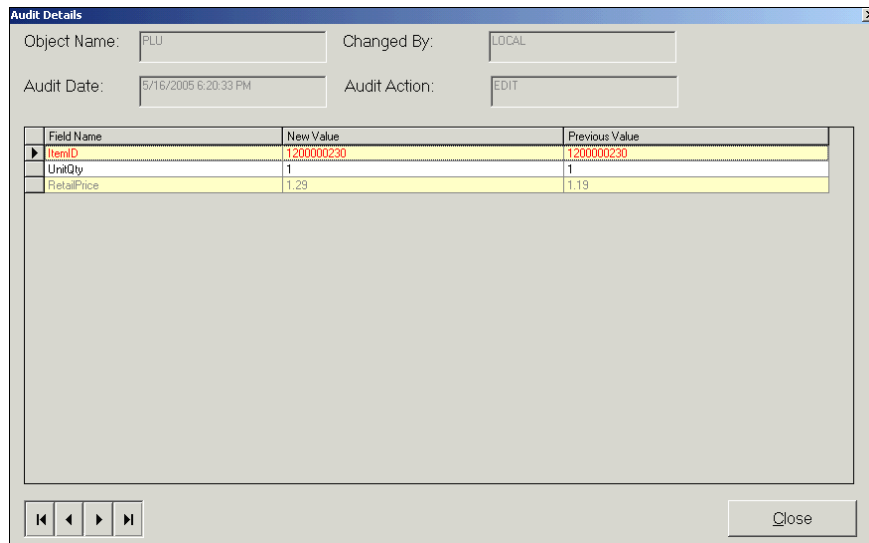 Audit Details
Object Name: PLU Changed By: LOCAL
Audit Date: 5/16/2005 6:20:33 PM Audit Action: EDIT
Field Name New Value Previous Value
ItemID 1200000230 1200000230
UnitQty 1 1
RetailPrice 1.29 1.19
Close